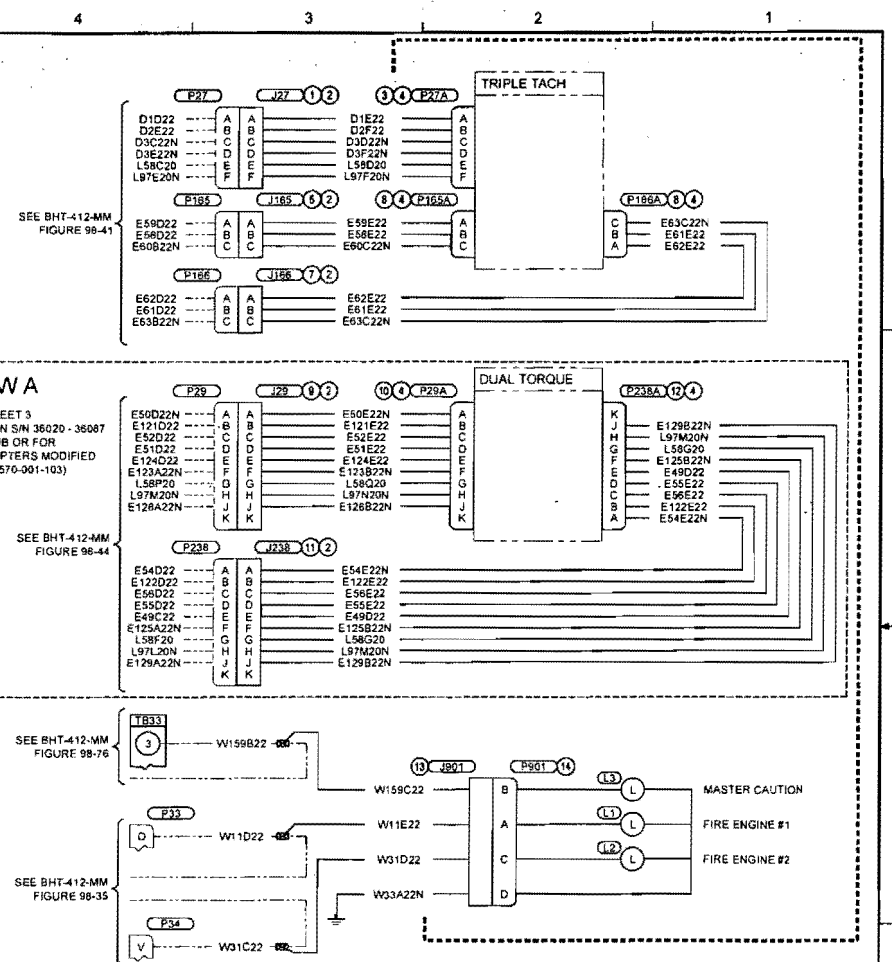 4 3 2 1
TRIPLE TACH
P27 J27 1 2 3 4 P27A
D1D22 A A D1E22 A
D2E22 B B D2F22 B
D3C22N C C D3D22N C
D3E22N D D D3F22N D
L58C20 E E L58D20 E
L97E20N F F L97F20N F
P165 J165 5 2 8 4 P165A P166A 8 4
SEE BHT-412-MM
FIGURE 98-41
E59D22 A A E59E22 A C E63C22N
E58D22 B B E58E22 B B E61E22
E60B22N C C E60C22N C A E62E22
P166 J166 7 2
E62D22 A A E62E22
E61D22 B B E61E22
E63B22N C C E63C22N
W A
EET 3
N S/N 36020 - 36087
UB OR FOR
PTERS MODIFIED
570-001-103)
DUAL TORQUE
P29 J29 9 2 10 4 P29A P238A 12 4
E50D22N A A E50E22N A K
E121D22 B B E121E22 B J E129B22N
E52D22 C C E52E22 C H L97M20N
E51D22 D D E51E22 D G L58G20
E124D22 E E E124E22 E F E125B22N
E123A22N F F E123B22N F E E49D22
L58P20 G G L58Q20 G D E55E22
L97M20N H H L97N20N H C E56E22
E126A22N J J E126B22N J B E122E22
K K K A E54E22N
SEE BHT-412-MM
FIGURE 98-44
P238 J238 11 2
E54D22 A A E54E22N
E122D22 B B E122E22
E56D22 C C E56E22
E55D22 D D E55E22
E49C22 E E E49D22
E125A22N F F E125B22N
L58F20 G G L58G20
L97L20N H H L97M20N
E129A22N J J E129B22N
K K
TB33
SEE BHT-412-MM
FIGURE 98-76
3 W159B22
13 J901 P901 14
W159C22 B L3 L MASTER CAUTION
P33
D W11D22 W11E22 A L1 L FIRE ENGINE #1
W31D22 C L2 L FIRE ENGINE #2
SEE BHT-412-MM
FIGURE 98-35
W33A22N D
P34
V W31C22